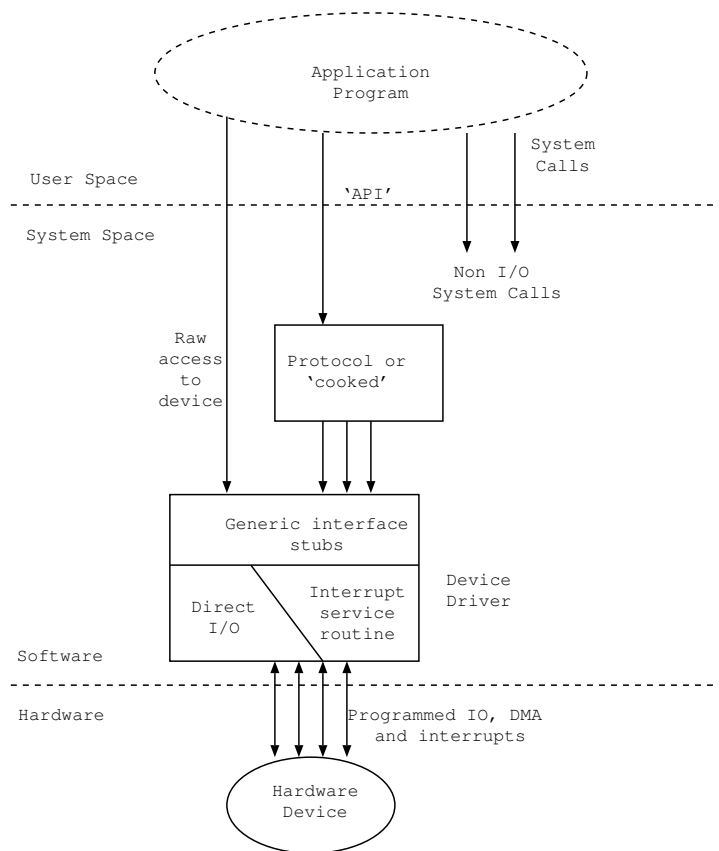 Application
Program
System
Calls
User Space
‘API’
System Space
Non I/O
System Calls
Raw
access
to
device
Protocol or
‘cooked’
Generic interface
stubs
Device
Driver
Direct
I/O
Interrupt
service
routine
Software
Hardware
Programmed IO, DMA
and interrupts
Hardware
Device